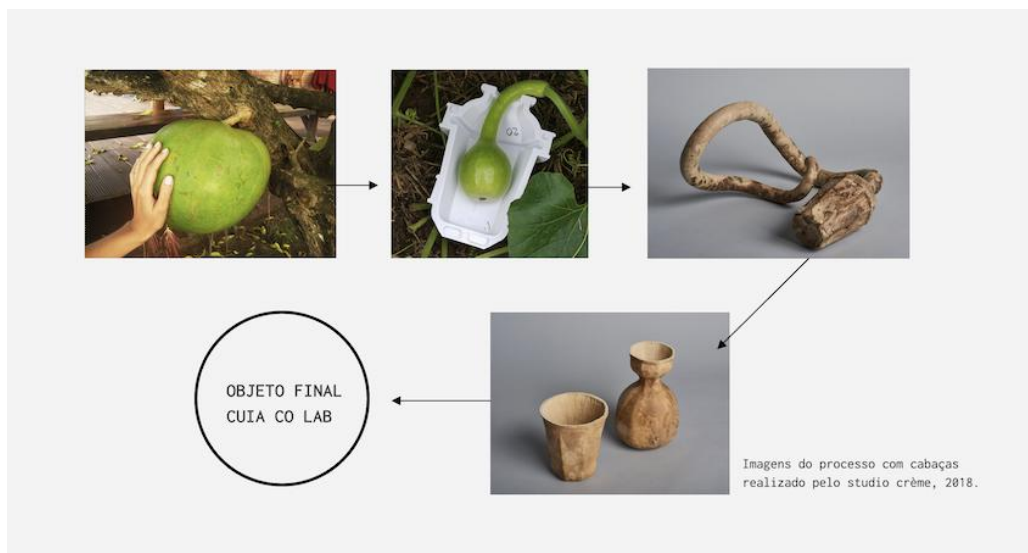 OBJETO FINAL
CUIA CO LAB
Imagens do processo com cabaças
realizado pelo studio crème, 2018.